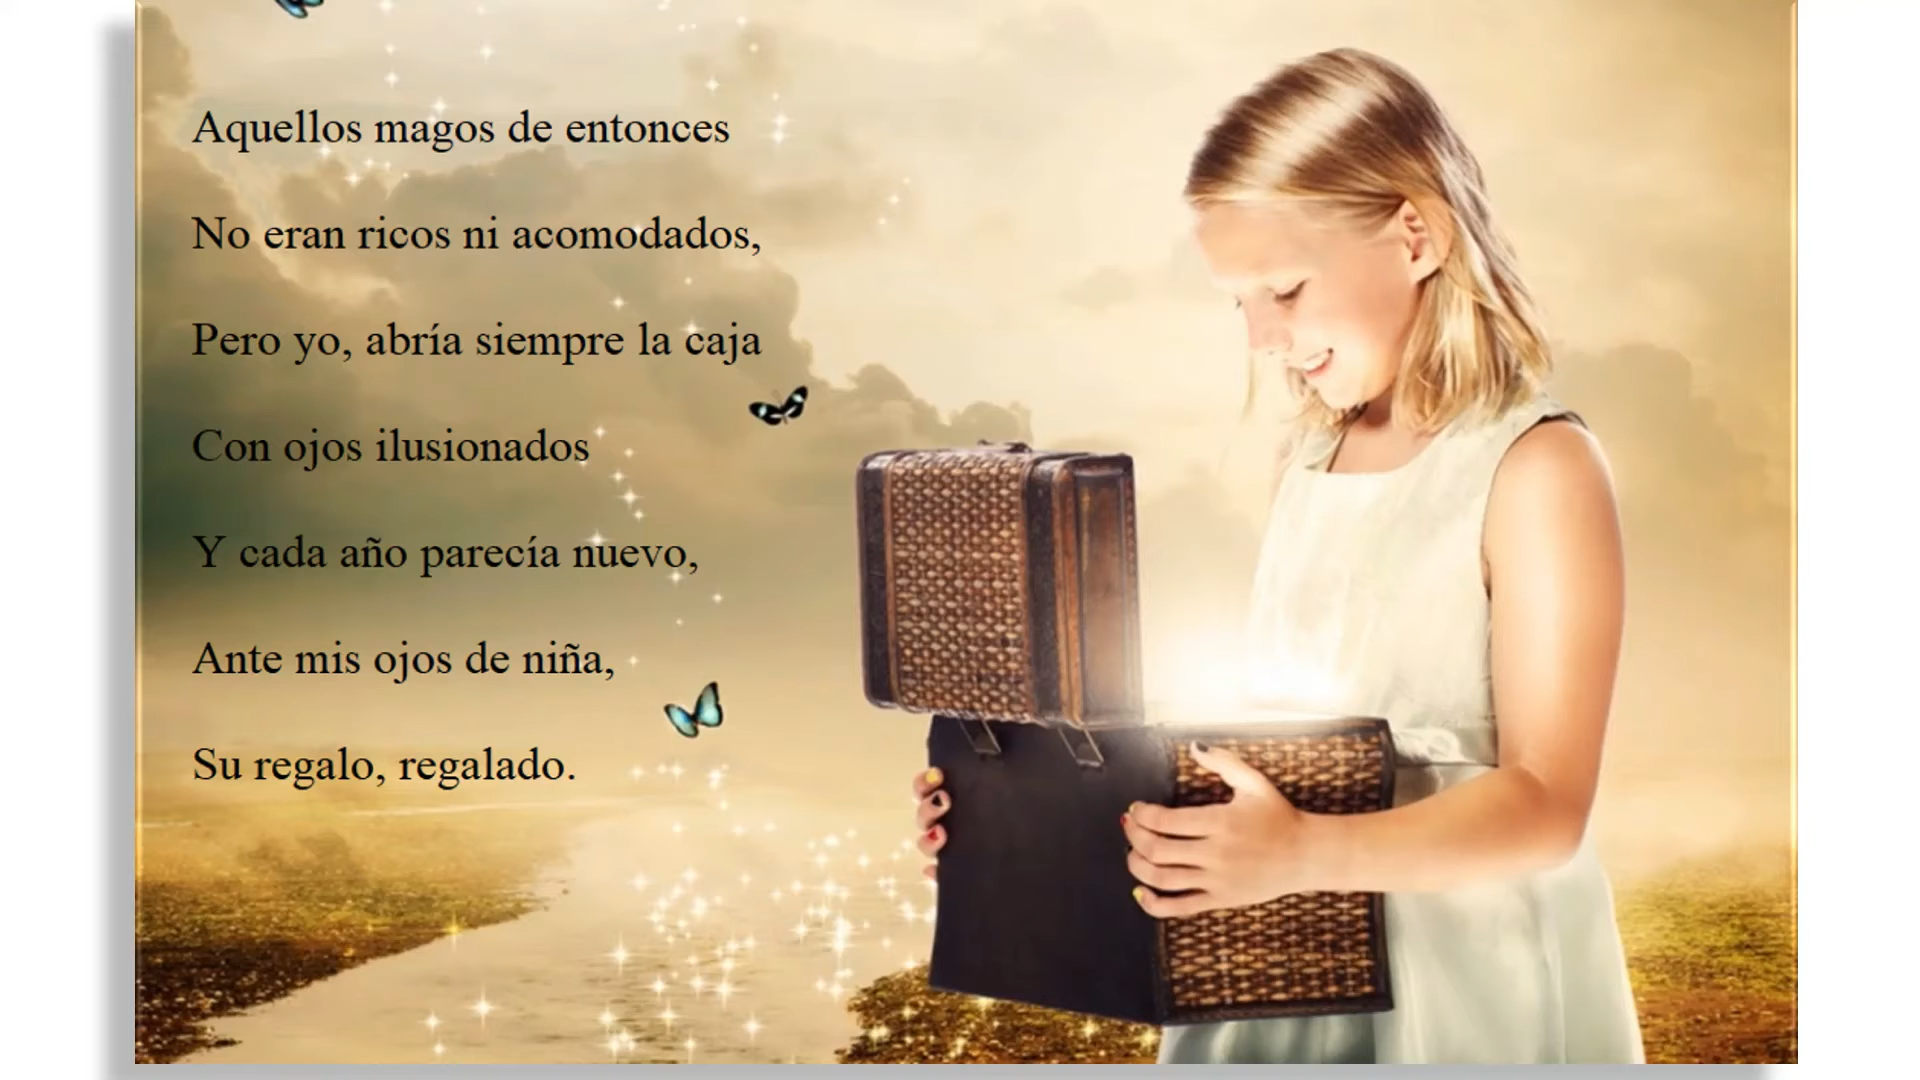 Aquellos magos de entonces
No eran ricos ni acomodados,
Pero yo, abría siempre la caja
Con ojos ilusionados
Y cada año parecía nuevo,
Ante mis ojos de niña,
Su regalo, regalado.